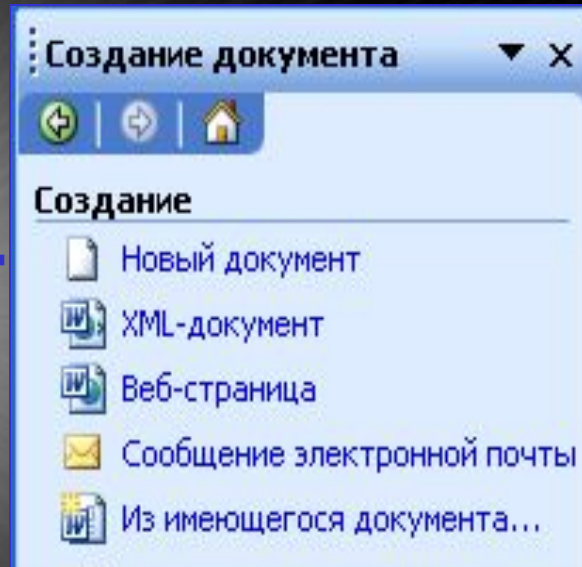 Создание документа
Создание
Новый документ
XML-документ
Веб-страница
Сообщение электронной почты
Из имеющегося документа...